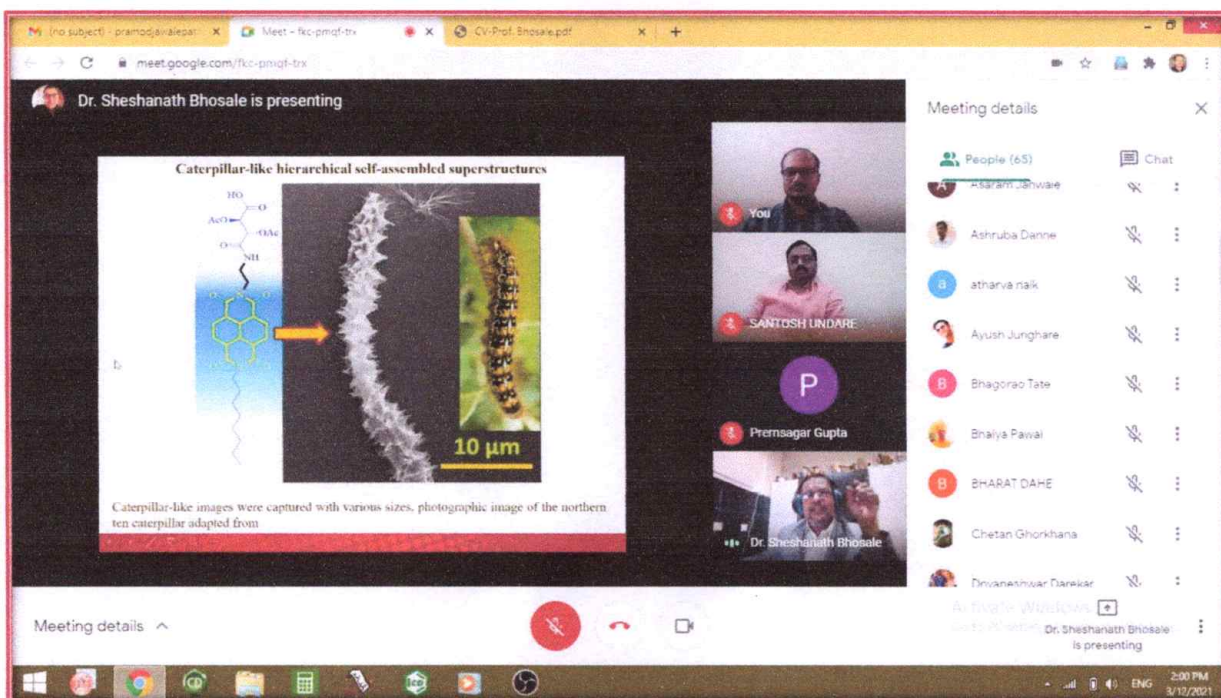 (no subject) - pramodjawalepati
Meet – fkc-pmqf-trx
CV-Prof. Bhosale.pdf
meet.google.com/fkc-pmqf-trx
Dr. Sheshanath Bhosale is presenting
Caterpillar-like hierarchical self-assembled superstructures
HO
O
AcO
OAc
O
NH
N
O
O
10 µm
Caterpillar-like images were captured with various sizes, photographic image of the northern
ten caterpillar adapted from
You
SANTOSH UNDARE
P
Premsagar Gupta
Dr. Sheshanath Bhosale
Meeting details
People (65)
Chat
A
Asaram Jahwale
Ashruba Danne
a
atharva naik
Ayush Junghare
B
Bhagorao Tate
Bhaiya Pawal
B
BHARAT DAHE
Chetan Ghorkhana
Dnyaneshwar Darekar
Activate Windows
Dr. Sheshanath Bhosale
is presenting
Meeting details
CD
Ico
ENG
2:00 PM
3/12/2021